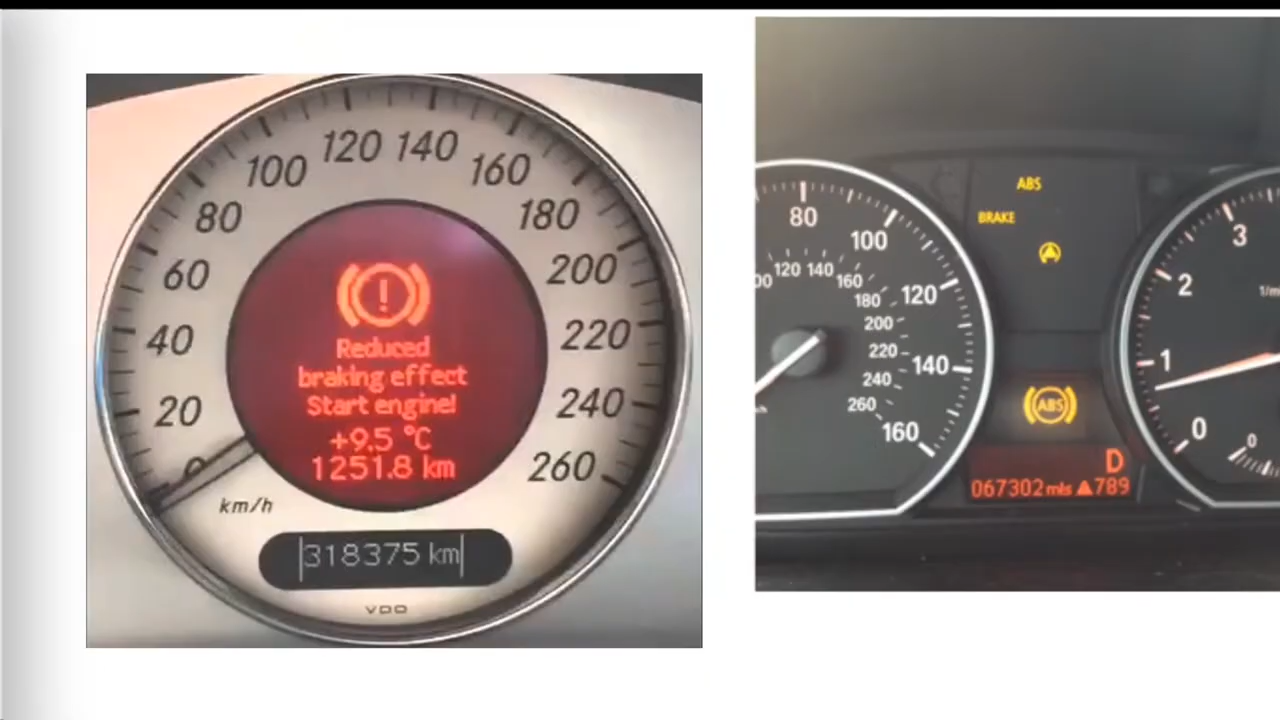 120 140
100 160
80 180
60 200
40 220
20 240
0 260
!
Reduced
braking effect
Start engine!
+9.5 °C
1251.8 km
km/h
318375 km
VDO
ABS
BRAKE
A
80
100
120
140
160
120 140
160
180
200
220
240
260
ABS
D
067302 mls ▲789
3
2
1
0
0
1/m